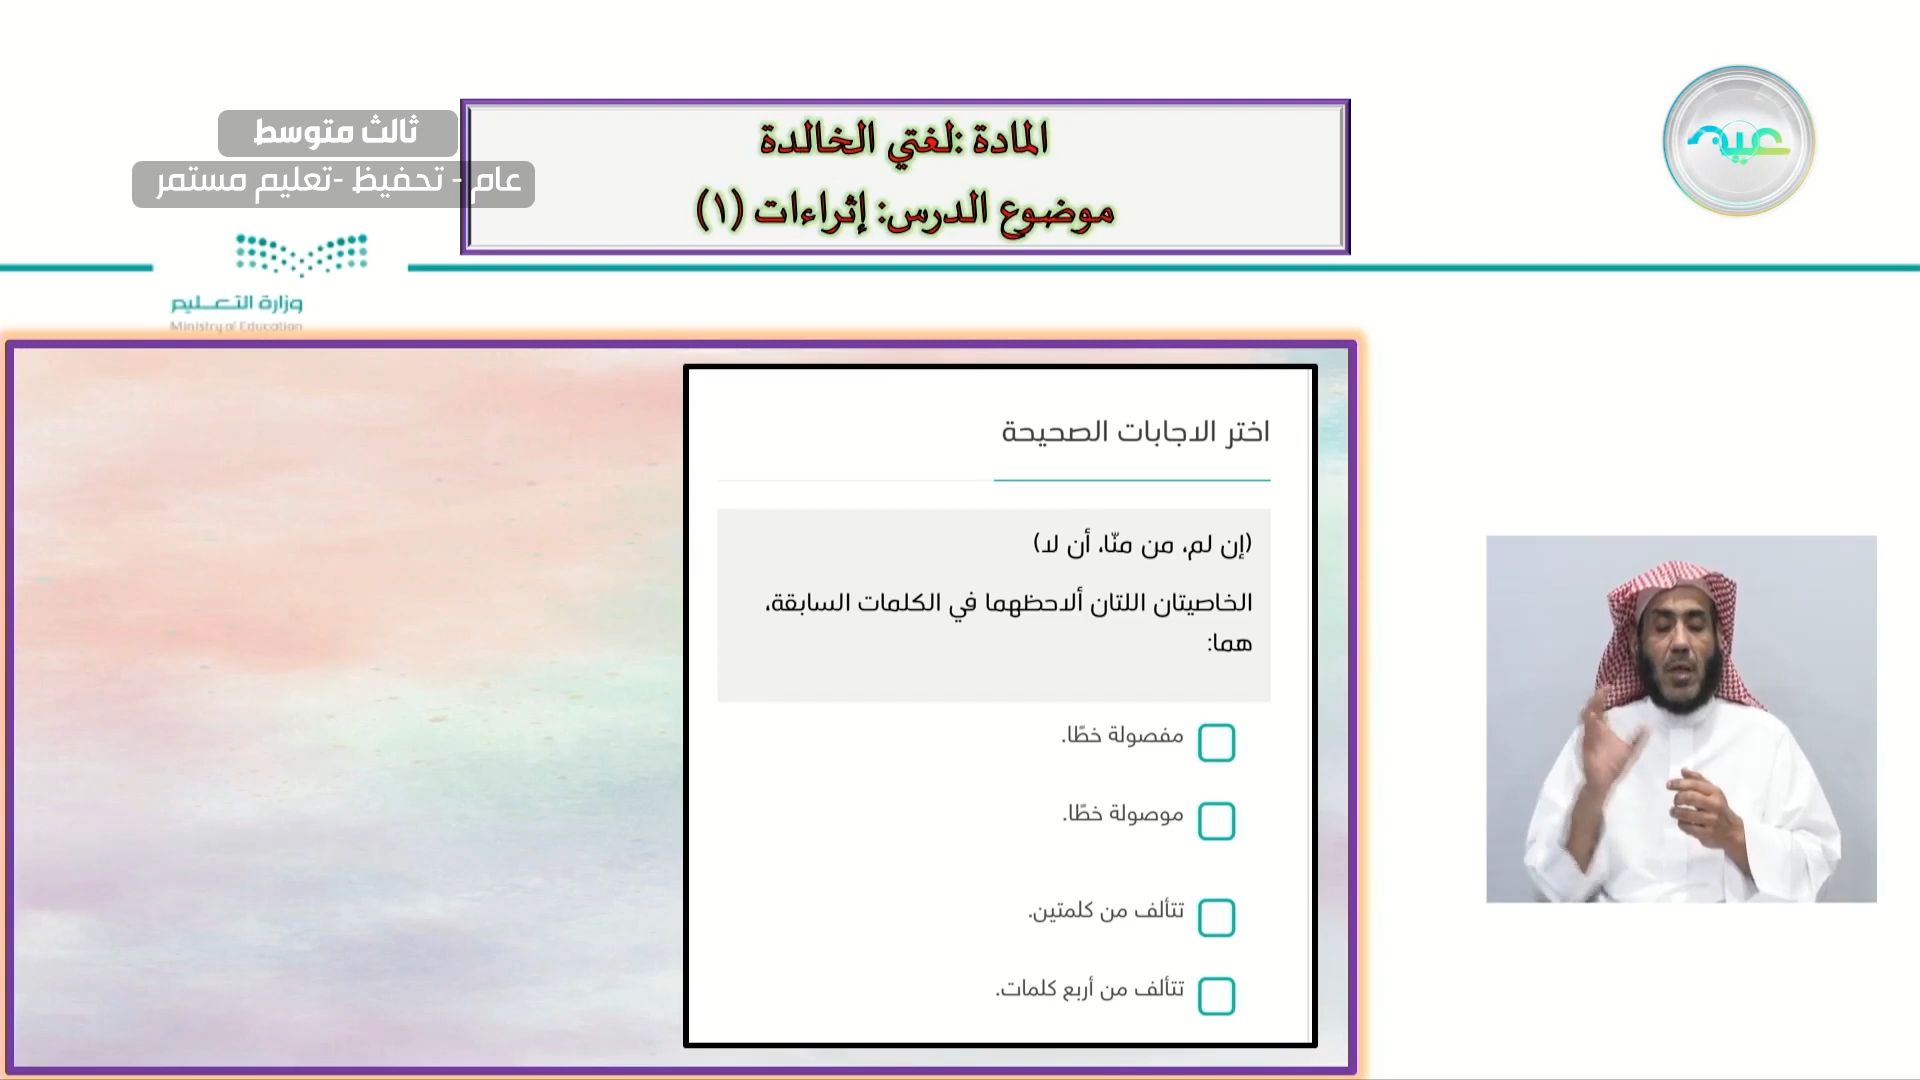 المادة :لغتي الخالدة
موضوع الدرس: إثراءات (١)
عين
ثالث متوسط
عام - تحفيظ -تعليم مستمر
وزارة التعليم
Ministry of Education
اختر الاجابات الصحيحة
(إن لم، من منّا، أن لا)
الخاصيتان اللتان ألاحظهما في الكلمات السابقة،
هما:
مفصولة خطًا.
موصولة خطًا.
تتألف من كلمتين.
تتألف من أربع كلمات.